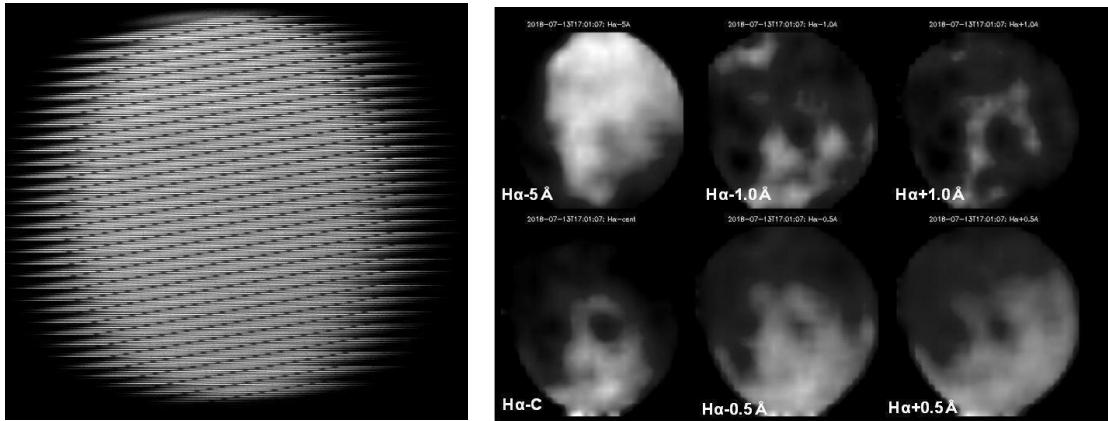 2018-07-13T17:01:07; Hα-5A
2018-07-13T17:01:07; Hα-1.0A
2018-07-13T17:01:07; Hα+1.0A
Hα-5 Å
Hα-1.0 Å
Hα+1.0 Å
2018-07-13T17:01:07; Hα-cent
2018-07-13T17:01:07; Hα-0.5A
2018-07-13T17:01:07; Hα+0.5A
Hα-C
Hα-0.5 Å
Hα+0.5 Å